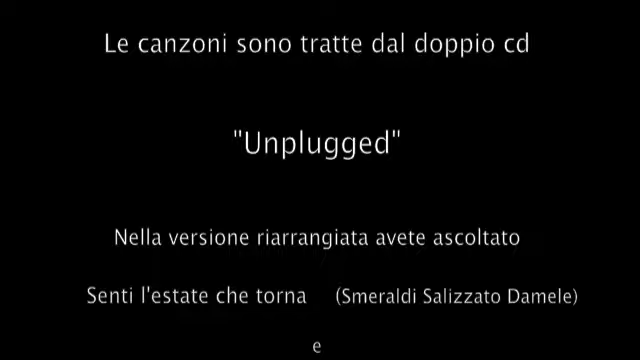 Le canzoni sono tratte dal doppio cd
"Unplugged"
Nella versione riarrangiata avete ascoltato
Senti l'estate che torna (Smeraldi Salizzato Damele)
e